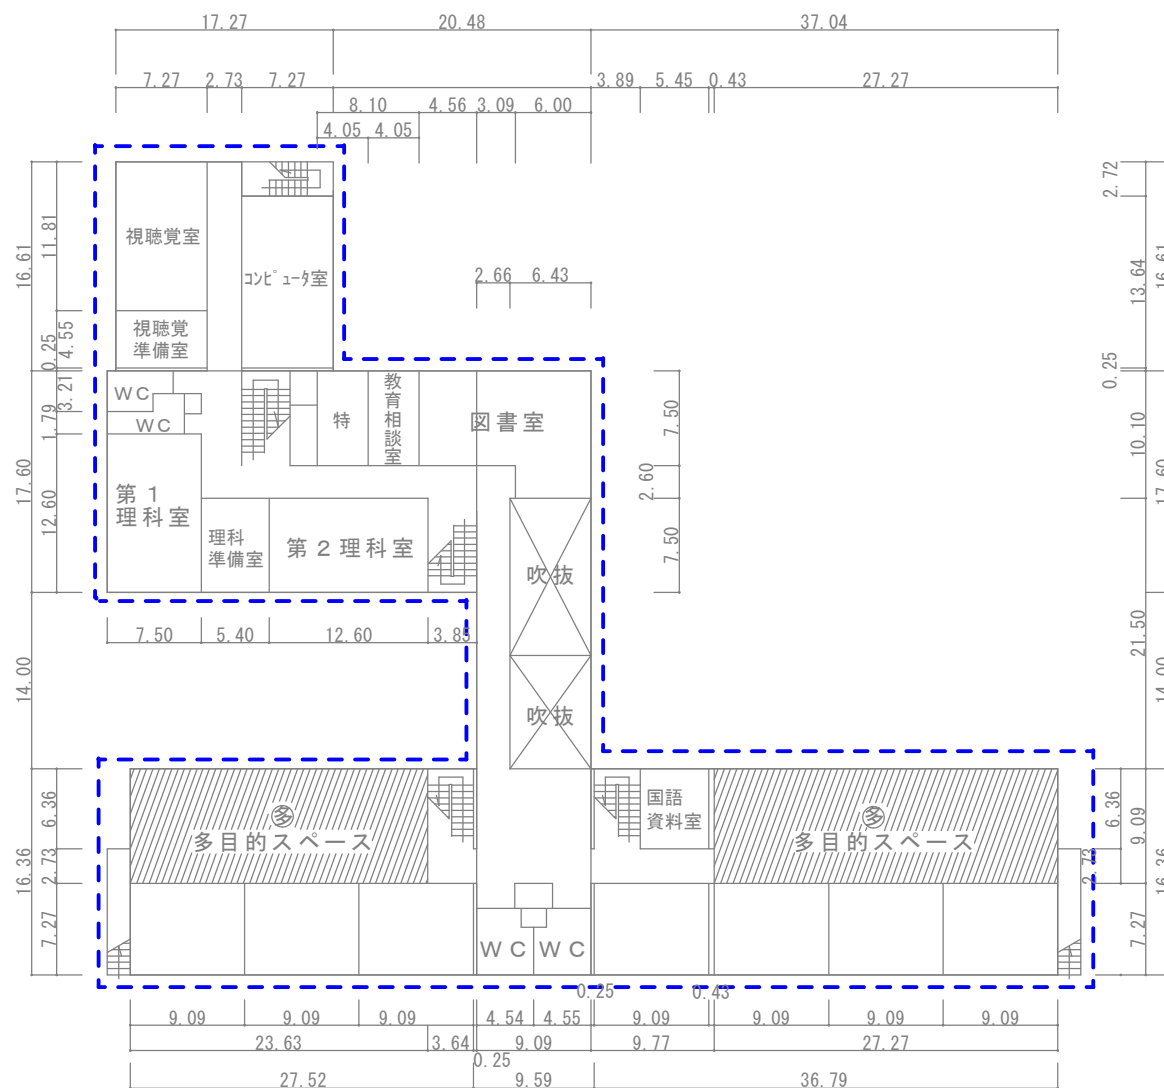 17.27 20.48 37.04
7.27 2.73 7.27 3.89 5.45 0.43 27.27
8.10 4.56 3.09 6.00
4.05 4.05
2.72
視聴覚室
11.81
16.61
コンピュータ室
2.66 6.43
13.64
16.61
視聴覚
準備室
4.55
0.25
0.25
WC
3.21
WC
1.79
特
教育相談室
図書室
7.50
10.10
17.60
17.60
2.60
12.60
第1
理科室
理科
準備室
第2理科室
吹抜
7.50
7.50 5.40 12.60 3.85
21.50
14.00
14.00
吹抜
6.36
多
多目的スペース
国語
資料室
多
多目的スペース
6.36
9.09
16.36
2.73
2.73
16.36
7.27
WC WC
7.27
0.25 0.43
9.09 9.09 9.09 4.54 4.55 9.09 9.09 9.09 9.09
23.63 3.64 9.09 9.77 27.27
0.25
27.52 9.59 36.79